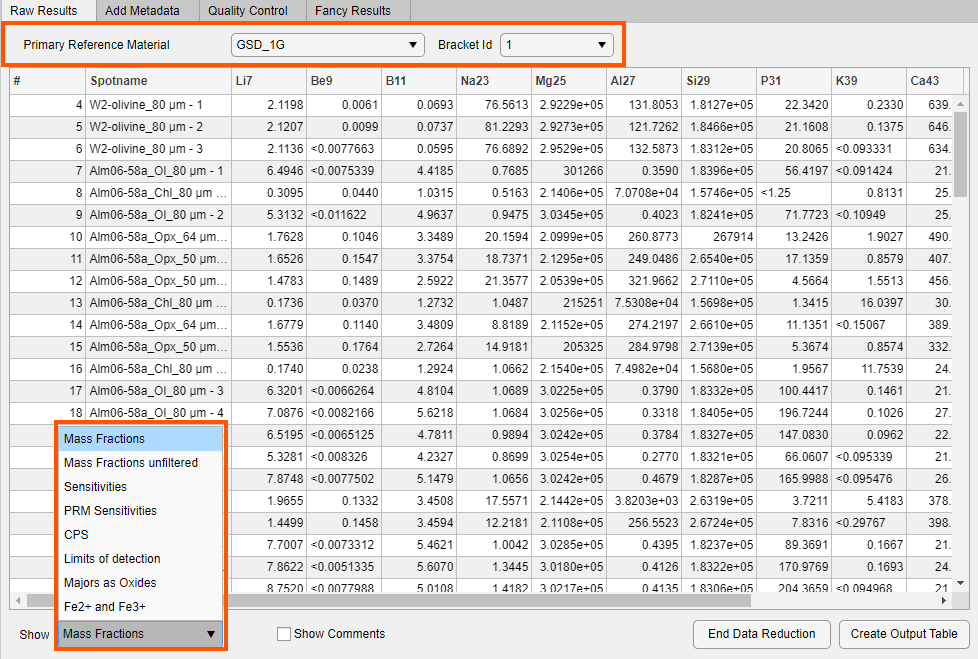 Raw Results Add Metadata Quality Control Fancy Results
Primary Reference Material GSD_1G Bracket Id 1
# Spotname Li7 Be9 B11 Na23 Mg25 Al27 Si29 P31 K39 Ca43
4 W2-olivine_80 µm - 1 2.1198 0.0061 0.0693 76.5613 2.9229e+05 131.8053 1.8127e+05 22.3420 0.2330 639.
5 W2-olivine_80 µm - 2 2.1207 0.0099 0.0737 81.2293 2.9273e+05 121.7262 1.8466e+05 21.1608 0.1375 646.
6 W2-olivine_80 µm - 3 2.1136 <0.0077663 0.0595 76.6892 2.9529e+05 132.5873 1.8312e+05 20.8065 <0.093331 634.
7 Alm06-58a_Ol_80 µm - 1 6.4946 <0.0075339 4.4185 0.7685 301266 0.3590 1.8396e+05 56.4197 <0.091424 21.
8 Alm06-58a_Chl_80 µm ... 0.3095 0.0440 1.0315 0.5163 2.1406e+05 7.0708e+04 1.5746e+05 <1.25 0.8131 25.
9 Alm06-58a_Ol_80 µm - 2 5.3132 <0.011622 4.9637 0.9475 3.0345e+05 0.4023 1.8241e+05 71.7723 <0.10949 25.
10 Alm06-58a_Opx_64 µm... 1.7628 0.1046 3.3489 20.1594 2.0999e+05 260.8773 267914 13.2426 1.9027 490.
11 Alm06-58a_Opx_50 µm... 1.6526 0.1547 3.3754 18.7371 2.1295e+05 249.0486 2.6540e+05 17.1359 0.8579 407.
12 Alm06-58a_Opx_50 µm... 1.4783 0.1489 2.5922 21.3577 2.0539e+05 321.9662 2.7110e+05 4.5664 1.5513 456.
13 Alm06-58a_Chl_80 µm ... 0.1736 0.0370 1.2732 1.0487 215251 7.5308e+04 1.5698e+05 1.3415 16.0397 30.
14 Alm06-58a_Opx_64 µm... 1.6779 0.1140 3.4809 8.8189 2.1152e+05 274.2197 2.6610e+05 11.1351 <0.15067 389.
15 Alm06-58a_Opx_50 µm... 1.5536 0.1764 2.7264 14.9181 205325 284.9798 2.7139e+05 5.3674 0.8574 332.
16 Alm06-58a_Chl_80 µm ... 0.1740 0.0238 1.2924 1.0662 2.1540e+05 7.4982e+04 1.5680e+05 1.9567 11.7539 24.
17 Alm06-58a_Ol_80 µm - 3 6.3201 <0.0066264 4.8104 1.0689 3.0225e+05 0.3790 1.8332e+05 100.4417 0.1461 21.
18 Alm06-58a_Ol_80 µm - 4 7.0876 <0.0082166 5.6218 1.0684 3.0256e+05 0.3318 1.8405e+05 196.7244 0.1026 27.
6.5195 <0.0065125 4.7811 0.9894 3.0242e+05 0.3784 1.8327e+05 147.0830 0.0962 22.
5.3281 <0.008326 4.2327 0.8699 3.0254e+05 0.2770 1.8321e+05 66.0607 <0.095339 21.
7.8748 <0.0077502 5.1479 1.0656 3.0242e+05 0.4679 1.8287e+05 165.9988 <0.095476 26.
1.9655 0.1332 3.4508 17.5571 2.1442e+05 3.8203e+03 2.6319e+05 3.7211 5.4183 378.
1.4499 0.1458 3.4594 12.2181 2.1108e+05 256.5523 2.6724e+05 7.8316 <0.29767 398.
7.7007 <0.0073312 5.4621 1.0042 3.0285e+05 0.4395 1.8237e+05 89.3691 0.1667 21.
7.8622 <0.0051335 5.6070 1.3445 3.0180e+05 0.4126 1.8322e+05 170.9769 0.1693 24.
8.7520 <0.0077988 5.0108 1.4182 3.0217e+05 0.4135 1.8306e+05 204.3659 <0.094968 21
Mass Fractions
Mass Fractions unfiltered
Sensitivities
PRM Sensitivities
CPS
Limits of detection
Majors as Oxides
Fe2+ and Fe3+
Show Mass Fractions Show Comments End Data Reduction Create Output Table